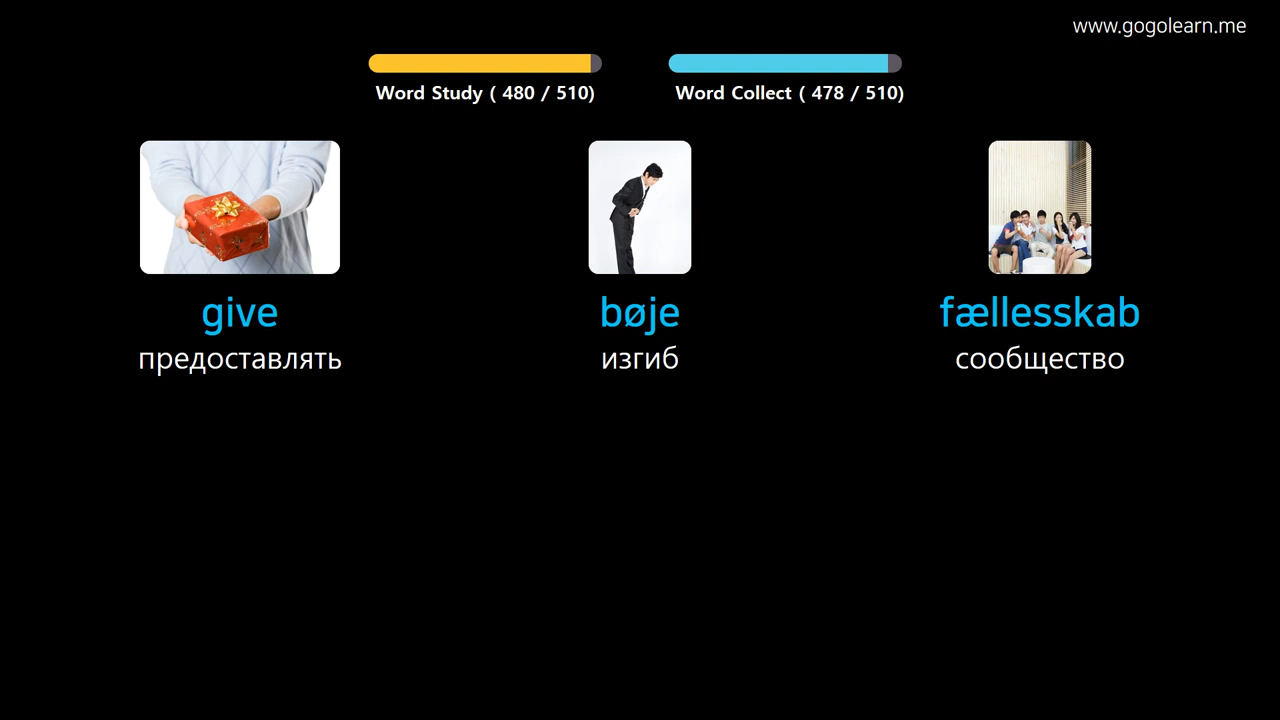 www.gogolearn.me
Word Study ( 480 / 510)
Word Collect ( 478 / 510)
give
bøje
fællesskab
предоставлять
изгиб
сообщество